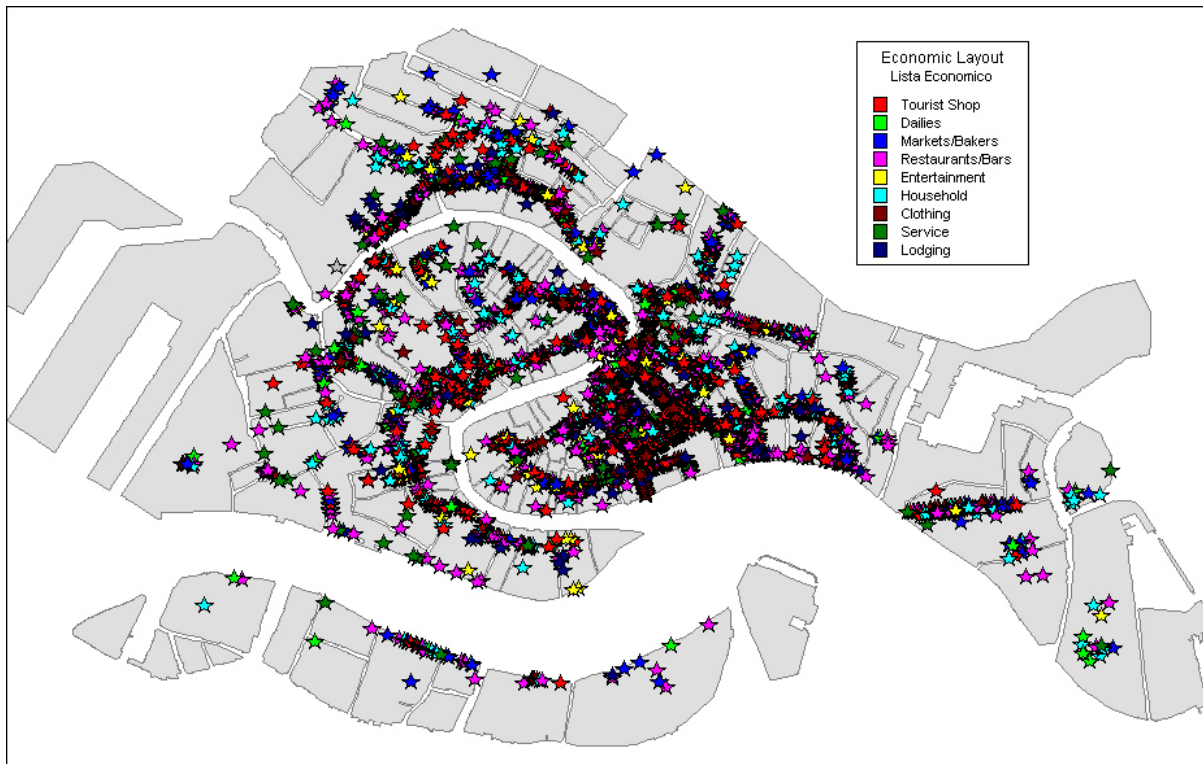 Economic Layout
Lista Economico
Tourist Shop
Dailies
Markets/Bakers
Restaurants/Bars
Entertainment
Household
Clothing
Service
Lodging